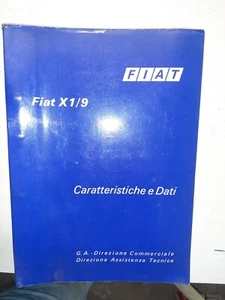 FIAT
Fiat X1/9
Caratteristiche e Dati
G.A.-Direzione Commerciale
Direzione Assistenza Tecnica